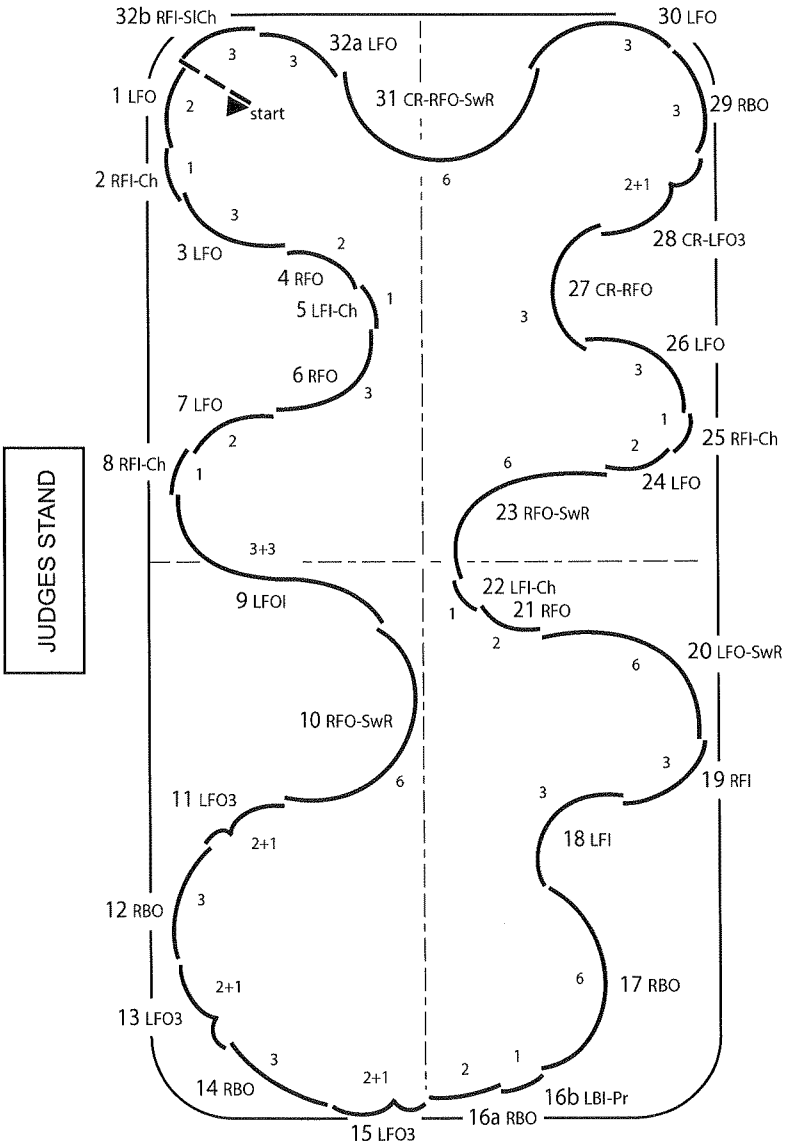 32b RFI-SlCh
3
3
32a LFO
30 LFO
3
1 LFO
2
start
31 CR-RFO-SwR
6
29 RBO
3
2 RFI-Ch
1
3 LFO
3
4 RFO
2
2+1
28 CR-LFO3
5 LFI-Ch
1
27 CR-RFO
3
6 RFO
3
26 LFO
3
7 LFO
2
25 RFI-Ch
1
8 RFI-Ch
1
24 LFO
2
6
23 RFO-SwR
JUDGES STAND
3+3
9 LFOI
22 LFI-Ch
1
21 RFO
2
20 LFO-SwR
6
10 RFO-SwR
6
19 RFI
3
11 LFO3
2+1
3
18 LFI
12 RBO
3
17 RBO
6
13 LFO3
2+1
14 RBO
3
2+1
15 LFO3
2
16a RBO
1
16b LBI-Pr